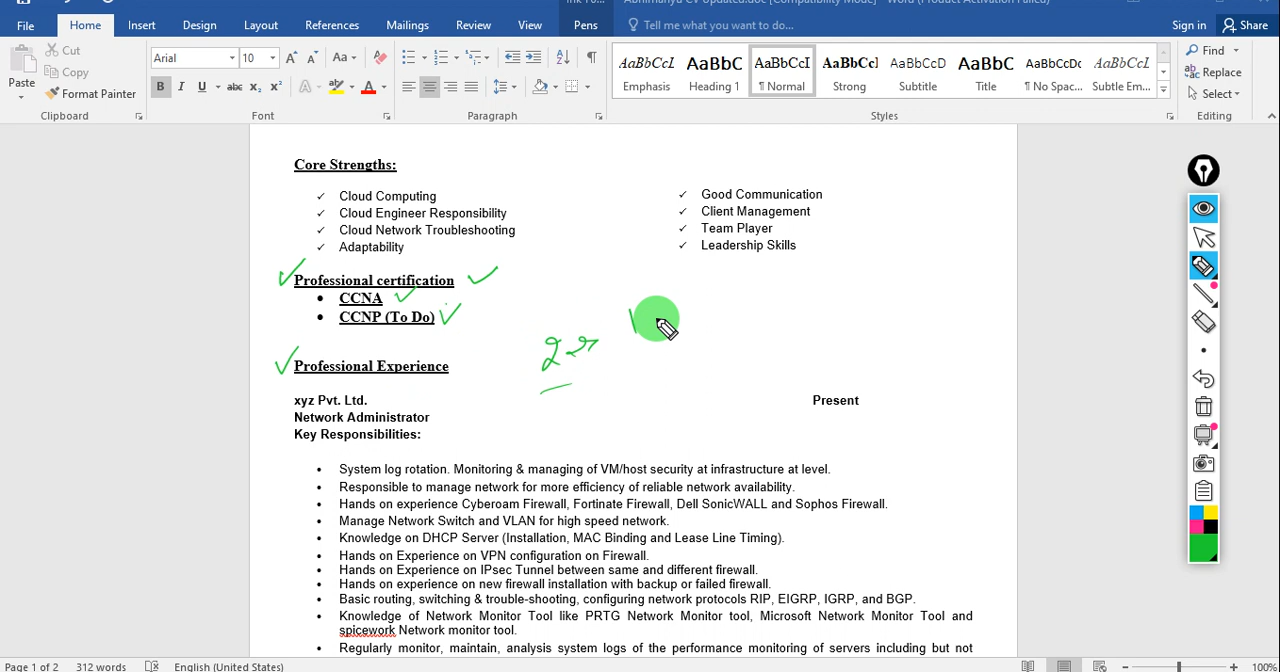 File Home Insert Design Layout References Mailings Review View Pens Tell me what you want to do... Sign in Share
Cut
Copy
Paste Format Painter
Arial 10
AaBbCcI AaBbC AaBbCcI AaBbCcI AaBbCcD AaBbC AaBbCcDc AaBbCcI
Emphasis Heading 1 ¶ Normal Strong Subtitle Title ¶ No Spac... Subtle Em...
Find
Replace
Select
Clipboard Font Paragraph Styles Editing
Core Strengths:
Cloud Computing
Cloud Engineer Responsibility
Cloud Network Troubleshooting
Adaptability
Good Communication
Client Management
Team Player
Leadership Skills
Professional certification
• CCNA
• CCNP (To Do)
Professional Experience
xyz Pvt. Ltd. Present
Network Administrator
Key Responsibilities:
• System log rotation. Monitoring & managing of VM/host security at infrastructure at level.
• Responsible to manage network for more efficiency of reliable network availability.
• Hands on experience Cyberoam Firewall, Fortinate Firewall, Dell SonicWALL and Sophos Firewall.
• Manage Network Switch and VLAN for high speed network.
• Knowledge on DHCP Server (Installation, MAC Binding and Lease Line Timing).
• Hands on Experience on VPN configuration on Firewall.
• Hands on Experience on IPsec Tunnel between same and different firewall.
• Hands on experience on new firewall installation with backup or failed firewall.
• Basic routing, switching & trouble-shooting, configuring network protocols RIP, EIGRP, IGRP, and BGP.
• Knowledge of Network Monitor Tool like PRTG Network Monitor tool, Microsoft Network Monitor Tool and
spicework Network monitor tool.
• Regularly monitor, maintain, analysis system logs of the performance monitoring of servers including but not
Page 1 of 2 312 words English (United States) 100%